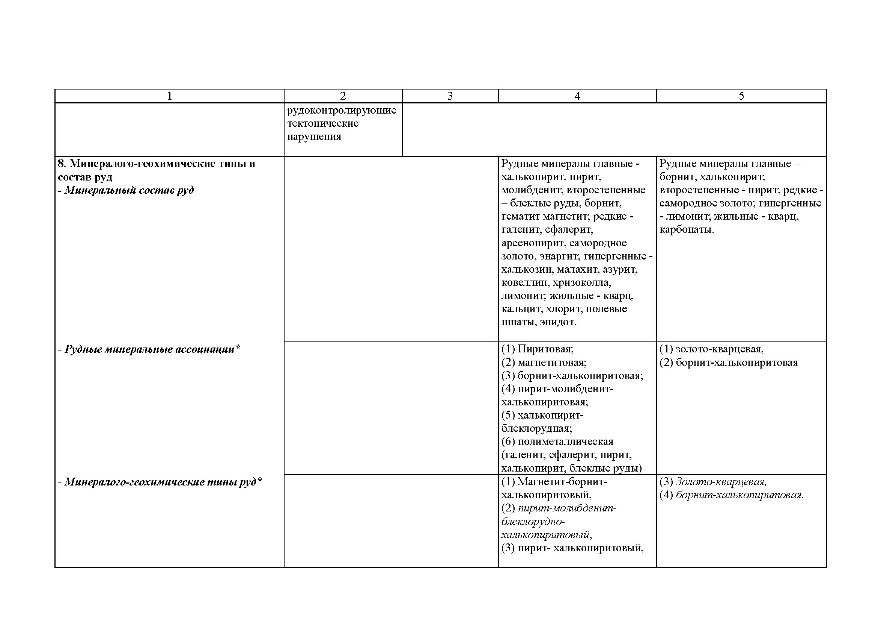 1 2 3 4 5
рудоконтролирующие
тектонические
нарушения
8. Минералого-геохимические типы и
состав руд
- Минеральный состав руд
Рудные минералы главные -
халькопирит, пирит,
молибденит; второстепенные
– блеклые руды, борнит,
гематит магнетит; редкие -
галенит, сфалерит,
арсенопирит, самородное
золото, энаргит; гипергенные -
халькозин, малахит, азурит,
ковеллин, хризоколла,
лимонит; жильные - кварц,
кальцит, хлорит, полевые
шпаты, эпидот.
Рудные минералы главные –
борнит, халькопирит;
второстепенные - пирит; редкие -
самородное золото; гипергенные
- лимонит; жильные - кварц,
карбонаты.
- Рудные минеральные ассоциации*
(1) Пиритовая;
(2) магнетитовая;
(3) борнит-халькопиритовая;
(4) пирит-молибденит-
халькопиритовая;
(5) халькопирит-
блеклорудная;
(6) полиметаллическая
(галенит, сфалерит, пирит,
халькопирит, блеклые руды)
(1) золото-кварцевая,
(2) борнит-халькопиритовая
- Минералого-геохимические типы руд*
(1) Магнетит-борнит-
халькопиритовый,
(2) пирит-молибденит-
блеклорудно-
халькопиритовый,
(3) пирит- халькопиритовый,
(3) Золото-кварцевая,
(4) борнит-халькопиритовая.